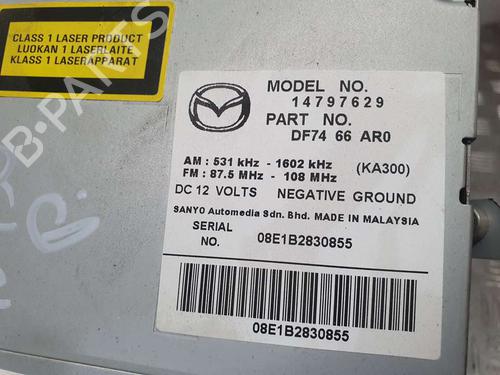 CLASS 1 LASER PRODUCT
LUOKAN 1 LASERLAITE
KLASS 1 LASERAPPARAT
B-PARTS
MODEL NO.
14797629
PART NO.
DF74 66 AR0
AM : 531 kHz - 1602 kHz (KA300)
FM : 87.5 MHz - 108 MHz
DC 12 VOLTS NEGATIVE GROUND
SANYO Automedia Sdn. Bhd. MADE IN MALAYSIA
SERIAL NO. 08E1B2830855
08E1B2830855